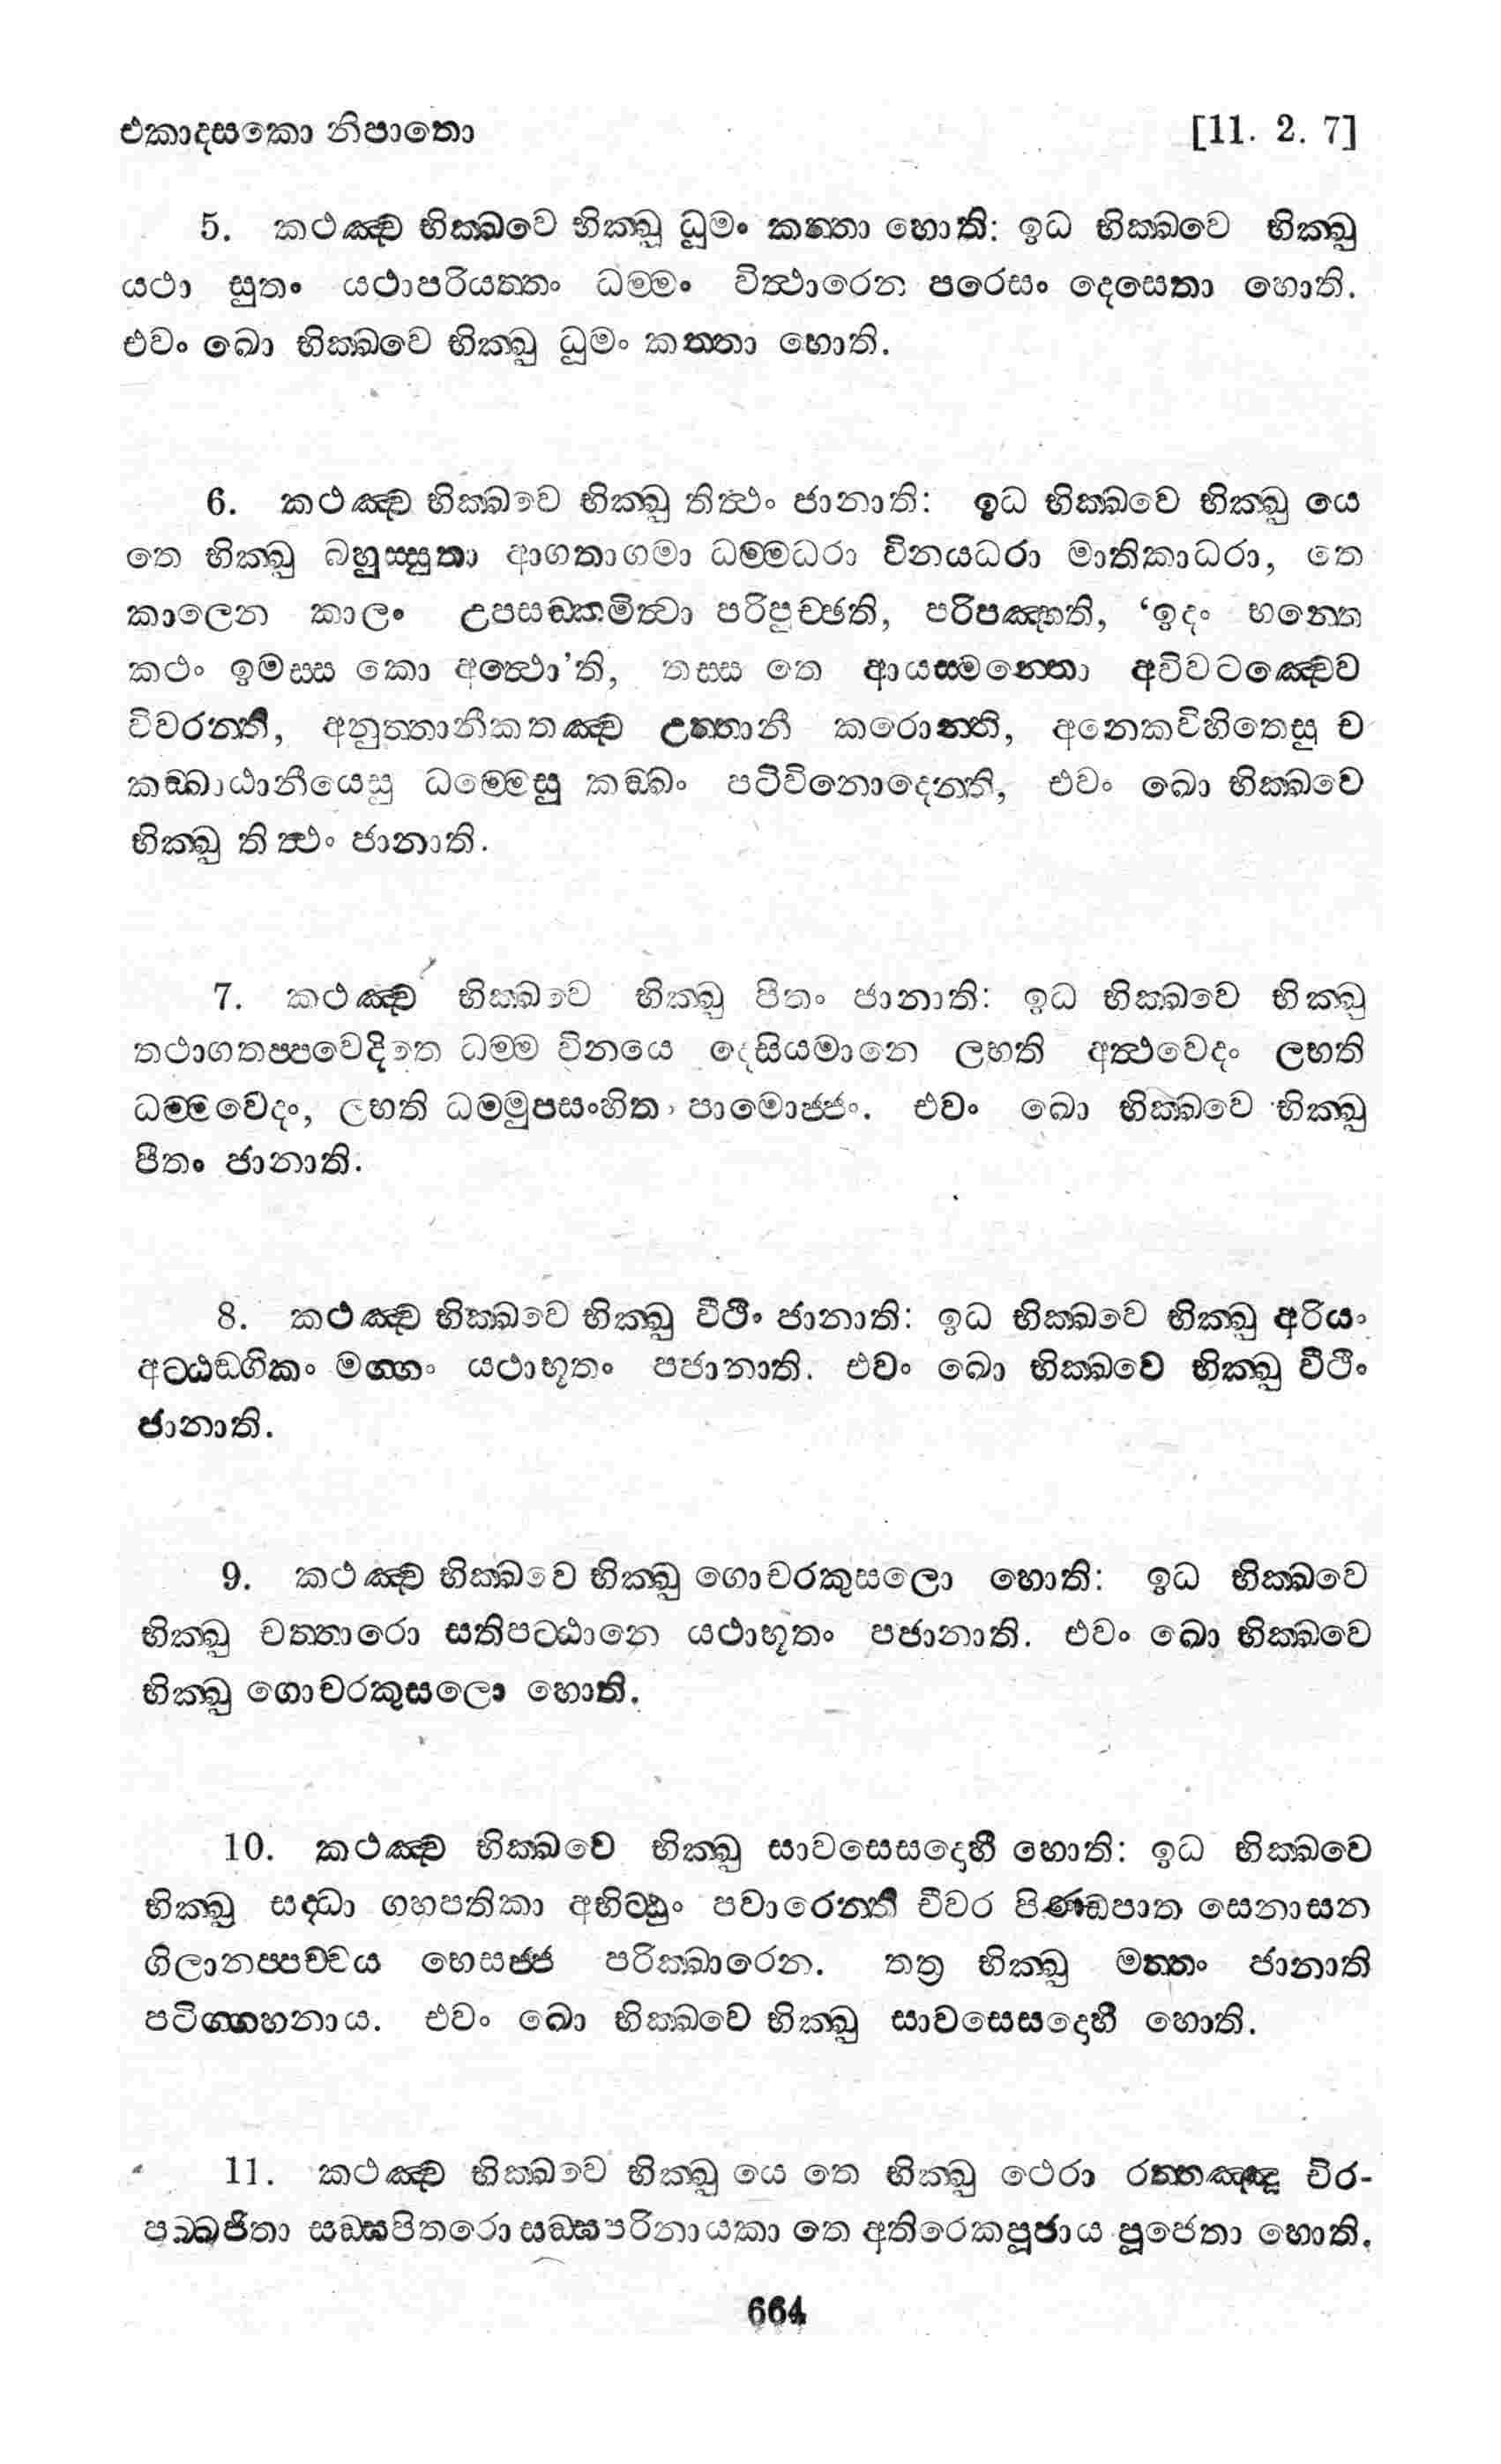 එකාදසකො නිපාතො [11. 2. 7]
5. කථඤ්ච භික්ඛවෙ භික්ඛූ ධූමං කත්තා හොති: ඉධ භික්ඛවෙ භික්ඛු
යථා සුතං යථාපරියත්තං ධම්මං විත්ථාරෙන පරෙසං දෙසෙතා හොති.
එවං ඛො භික්ඛවෙ භික්ඛු ධූමං කත්තා හොති.
6. කථඤ්ච භික්ඛවෙ භික්ඛු තිත්ථං ජානාති: ඉධ භික්ඛවෙ භික්ඛු යෙ
තෙ භික්ඛු බහුස්සුතා ආගතාගමා ධම්මධරා විනයධරා මාතිකාධරා, තෙ
කාලෙන කාලං උපසඞ්කමිත්වා පරිපුච්ඡති, පරිපඤ්හති, ‘ඉදං භන්තෙ
කථං ඉමස්ස කො අත්ථො’ති, තස්ස තෙ ආයස්මන්තො අවිවටඤ්චෙව
විවරන්ති, අනුත්තානීකතඤ්ච උත්තානී කරොන්ති, අනෙකවිහිතෙසු ච
කඞ්ඛාඨානීයෙසු ධම්මෙසු කඞ්ඛං පටිවිනොදෙන්ති, එවං ඛො භික්ඛවෙ
භික්ඛු තිත්ථං ජානාති.
7. කථඤ්ච භික්ඛවෙ භික්ඛු පීතං ජානාති: ඉධ භික්ඛවෙ භික්ඛු
තථාගතප්පවෙදිතෙ ධම්ම විනයෙ දෙසියමානෙ ලභති අත්ථවෙදං ලභති
ධම්මවෙදං, ලභති ධම්මුපසංහිතං පාමොජ්ජං. එවං ඛො භික්ඛවෙ භික්ඛු
පීතං ජානාති.
8. කථඤ්ච භික්ඛවෙ භික්ඛු වීථිං ජානාති: ඉධ භික්ඛවෙ භික්ඛු අරියං
අට්ඨඞ්ගිකං මග්ගං යථාභූතං පජානාති. එවං ඛො භික්ඛවෙ භික්ඛු වීථිං
ජානාති.
9. කථඤ්ච භික්ඛවෙ භික්ඛු ගොචරකුසලො හොති: ඉධ භික්ඛවෙ
භික්ඛු චත්තාරො සතිපට්ඨානෙ යථාභූතං පජානාති. එවං ඛො භික්ඛවෙ
භික්ඛු ගොචරකුසලො හොති.
10. කථඤ්ච භික්ඛවෙ භික්ඛු සාවසෙසදොහී හොති: ඉධ භික්ඛවෙ
භික්ඛු සද්ධා ගහපතිකා අභිහට්ඨුං පවාරෙන්ති චීවර පිණ්ඩපාත සෙනාසන
ගිලානප්පච්චය භෙසජ්ජ පරික්ඛාරෙන. තත්‍ර භික්ඛු මත්තං ජානාති
පටිග්ගහනාය. එවං ඛො භික්ඛවෙ භික්ඛු සාවසෙසදොහී හොති.
11. කථඤ්ච භික්ඛවෙ භික්ඛු යෙ තෙ භික්ඛු ථෙරා රත්තඤ්ඤූ චිර-
පබ්බජිතා සඞ්ඝපිතරො සඞ්ඝපරිනායකා තෙ අතිරෙකපූජාය පූජෙතා හොති.
664